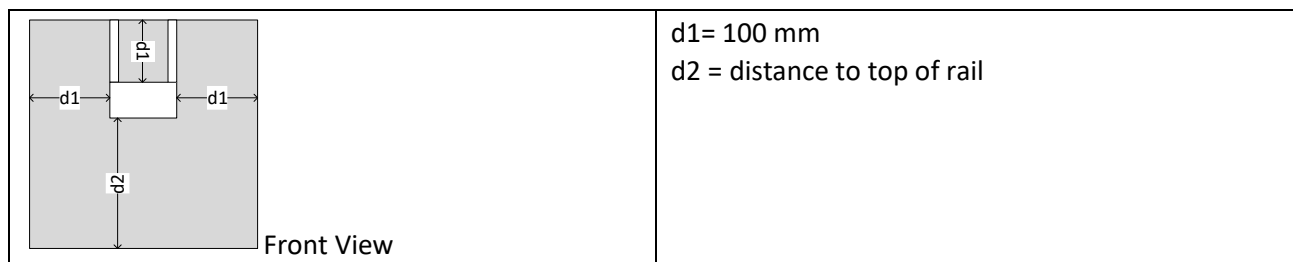 d1
d1
d1
d2
Front View
d1= 100 mm
d2 = distance to top of rail